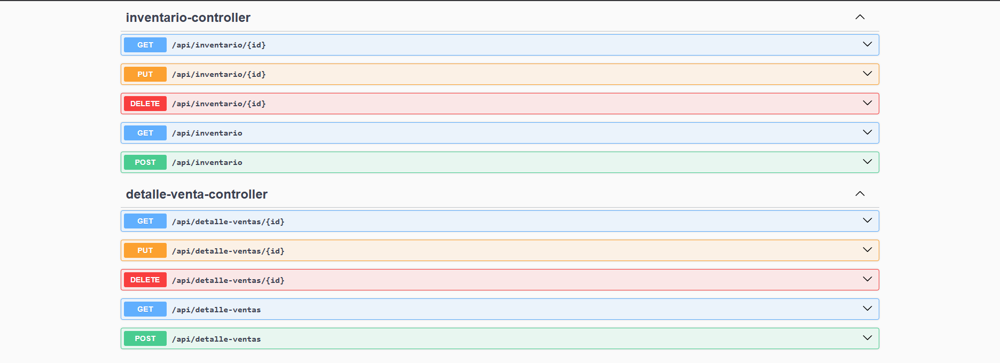 inventario-controller
GET /api/inventario/{id}
PUT /api/inventario/{id}
DELETE /api/inventario/{id}
GET /api/inventario
POST /api/inventario
detalle-venta-controller
GET /api/detalle-ventas/{id}
PUT /api/detalle-ventas/{id}
DELETE /api/detalle-ventas/{id}
GET /api/detalle-ventas
POST /api/detalle-ventas